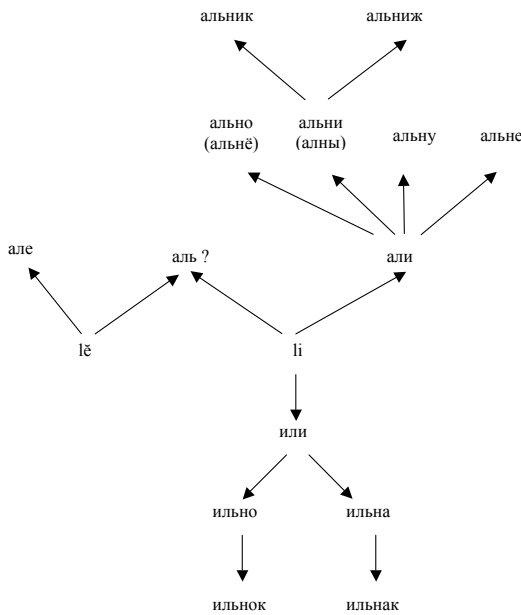 альник альниж
ально альни альну альне
(альнё) (алны)
але аль ? али
lě li
или
ильно ильна
ильнок ильнак